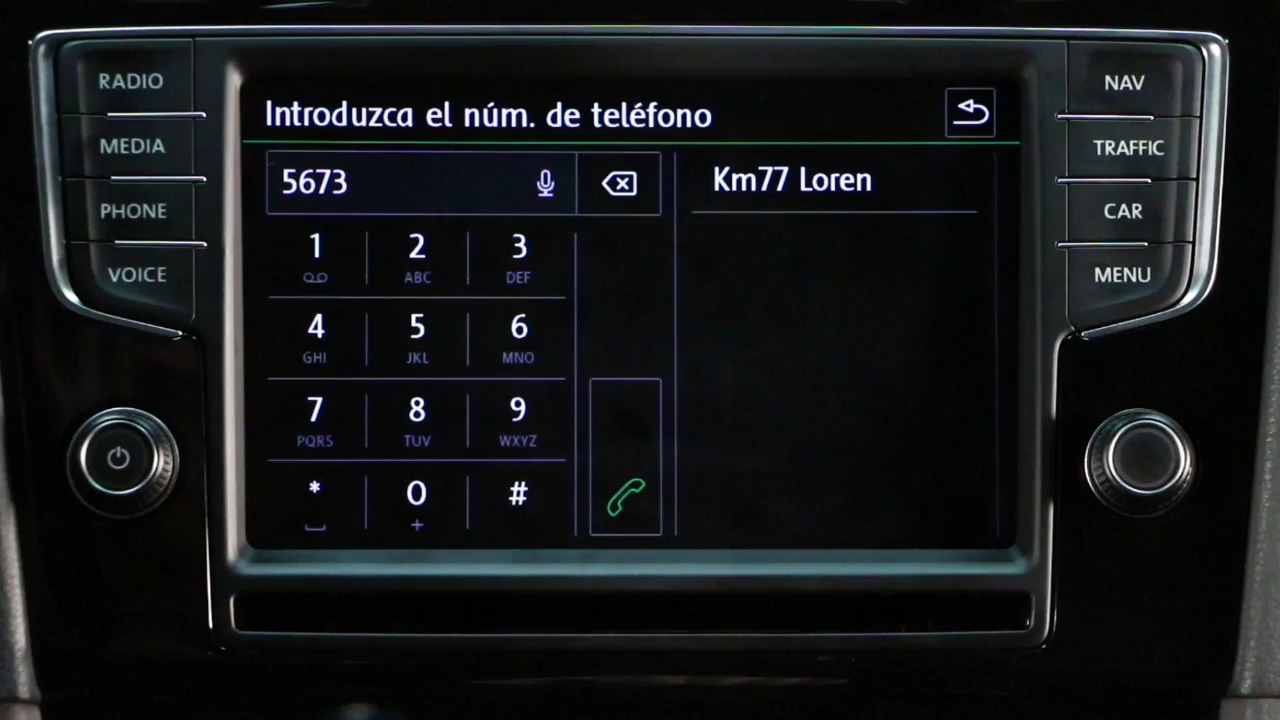 RADIO
MEDIA
PHONE
VOICE
Introduzca el núm. de teléfono
5673
Km77 Loren
1 2 3
ABC DEF
4 5 6
GHI JKL MNO
7 8 9
PQRS TUV WXYZ
* 0 #
+
NAV
TRAFFIC
CAR
MENU